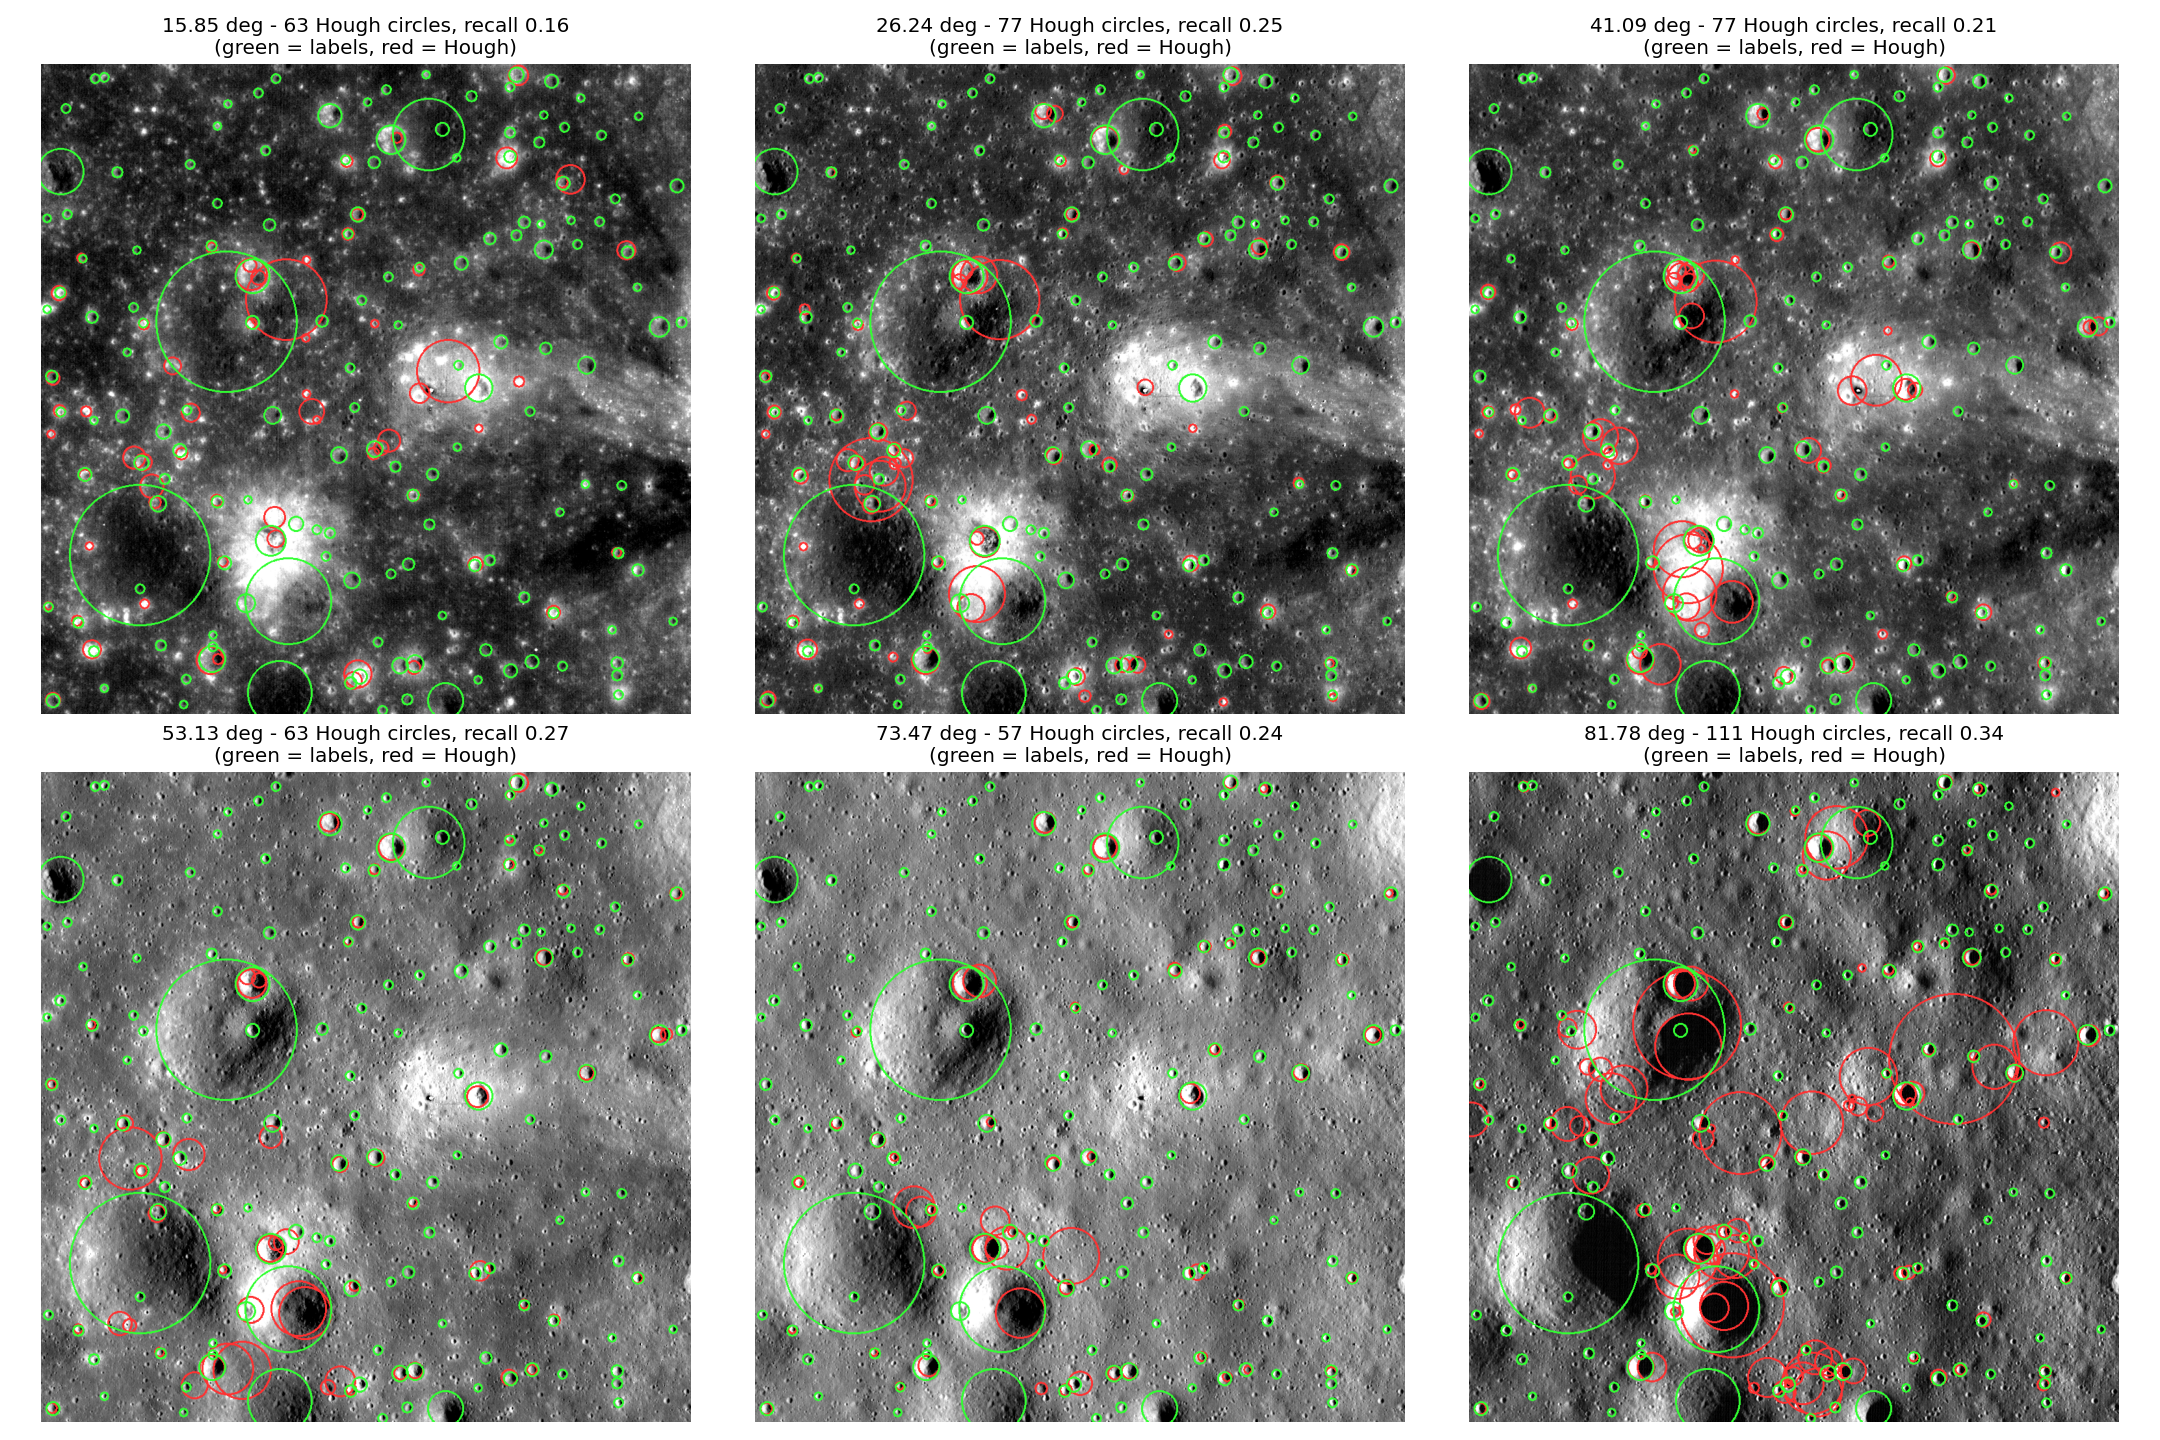 15.85 deg - 63 Hough circles, recall 0.16
(green = labels, red = Hough)
26.24 deg - 77 Hough circles, recall 0.25
(green = labels, red = Hough)
41.09 deg - 77 Hough circles, recall 0.21
(green = labels, red = Hough)
53.13 deg - 63 Hough circles, recall 0.27
(green = labels, red = Hough)
73.47 deg - 57 Hough circles, recall 0.24
(green = labels, red = Hough)
81.78 deg - 111 Hough circles, recall 0.34
(green = labels, red = Hough)